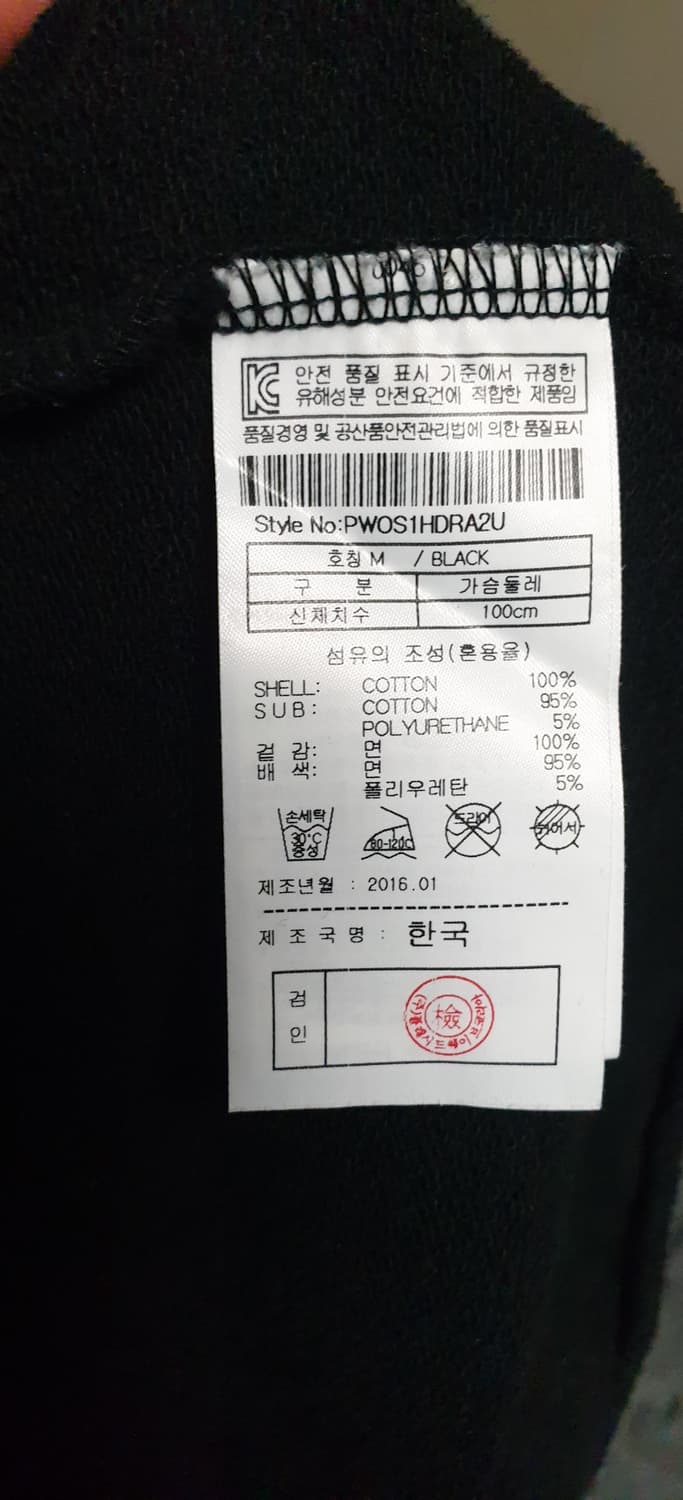 안전 품질 표시 기준에서 규정한
유해성분 안전요건에 적합한 제품임
품질경영 및 공산품안전관리법에 의한 품질표시
Style No:PWOS1HDRA2U
호칭 M / BLACK
구 분 가슴둘레
신체치수 100cm
섬유의 조성(혼용율)
SHELL: COTTON 100%
SUB: COTTON 95%
POLYURETHANE 5%
겉 감: 면 100%
배 색: 면 95%
폴리우레탄 5%
손세탁
30°C
중성
80-120C
드라이
뉘어서
제조년월 : 2016.01
제 조 국 명 : 한국
검
인
檢